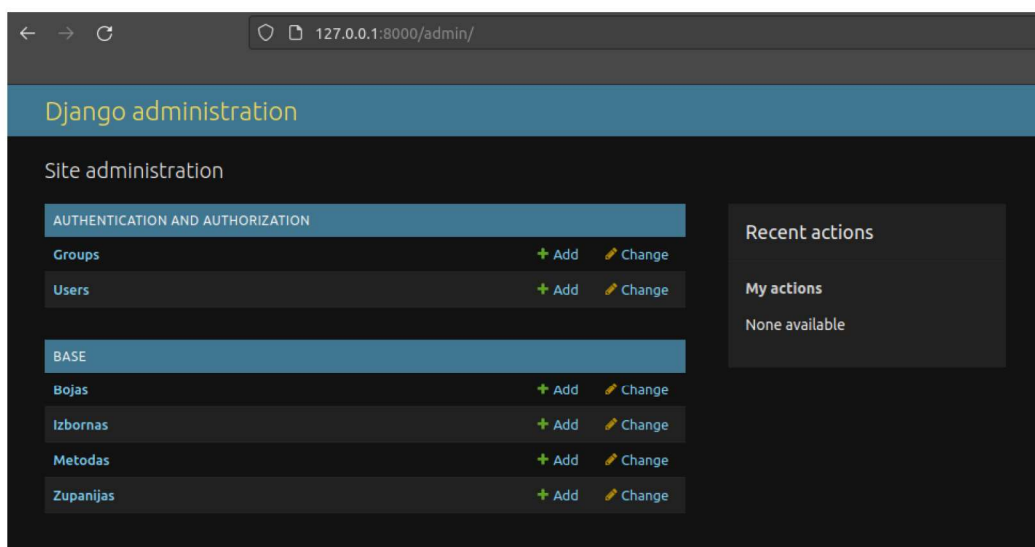 127.0.0.1:8000/admin/
Django administration
Site administration
AUTHENTICATION AND AUTHORIZATION
Groups Add Change
Users Add Change
BASE
Bojas Add Change
Izbornas Add Change
Metodas Add Change
Zupanijas Add Change
Recent actions
My actions
None available